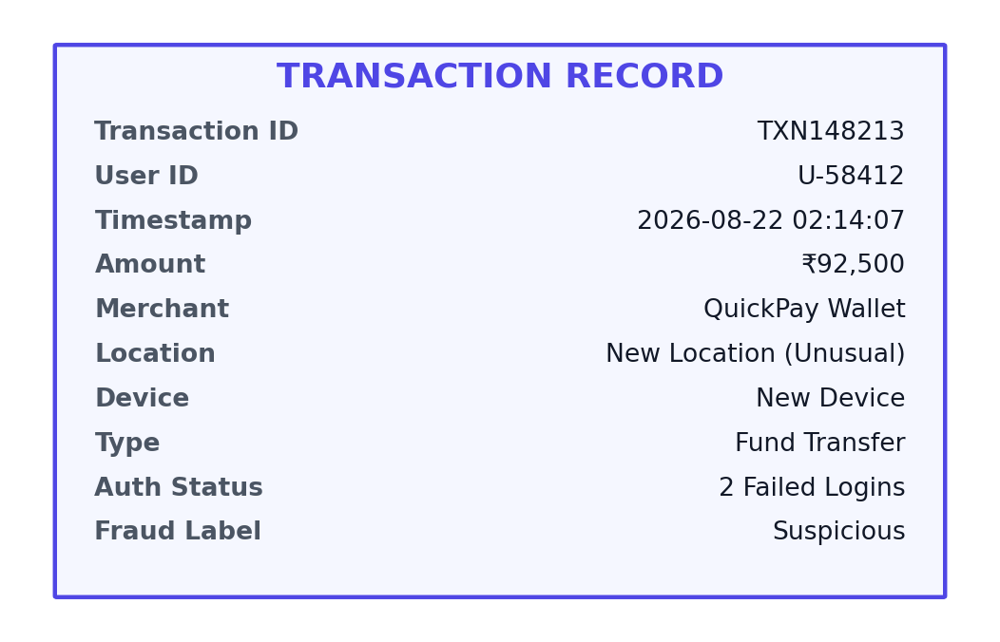 TRANSACTION RECORD
Transaction ID TXN148213
User ID U-58412
Timestamp 2026-08-22 02:14:07
Amount ₹92,500
Merchant QuickPay Wallet
Location New Location (Unusual)
Device New Device
Type Fund Transfer
Auth Status 2 Failed Logins
Fraud Label Suspicious